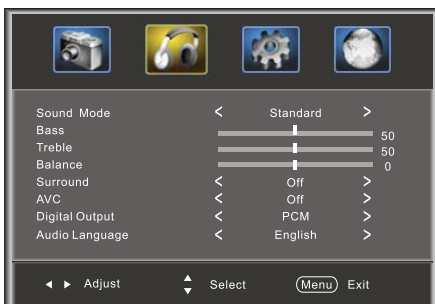 Sound Mode < Standard >
Bass 50
Treble 50
Balance 0
Surround < Off >
AVC < Off >
Digital Output < PCM >
Audio Language < English >
Adjust Select Menu Exit